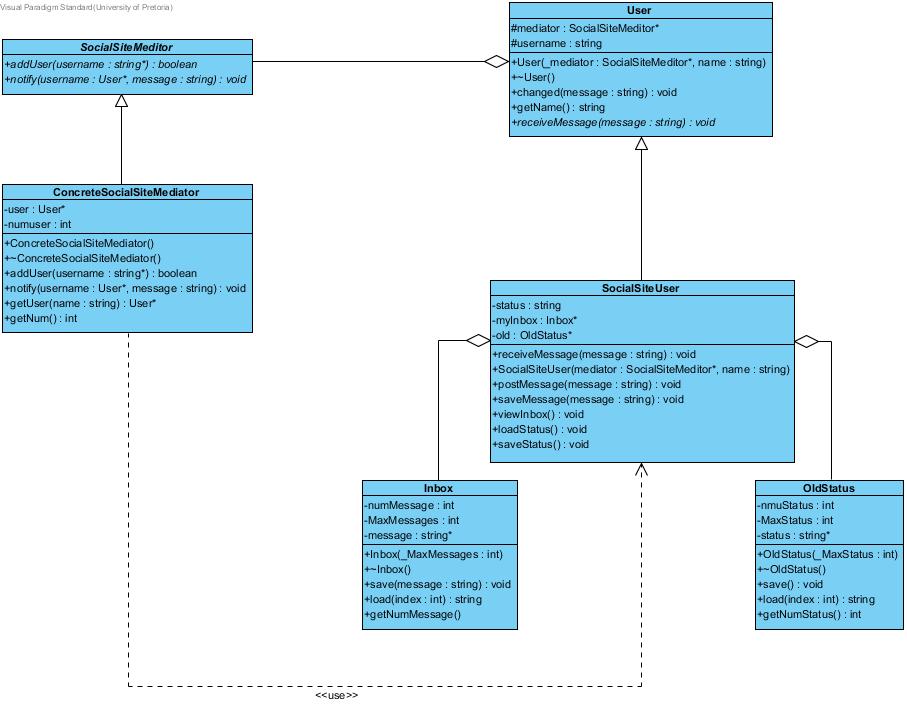 Visual Paradigm Standard(University of Pretoria)
SocialSiteMeditor
+addUser(username : string*) : boolean
+notify(username : User*, message : string) : void
User
#mediator : SocialSiteMeditor*
#username : string
+User(_mediator : SocialSiteMeditor*, name : string)
+~User()
+changed(message : string) : void
+getName() : string
+receiveMessage(message : string) : void
ConcreteSocialSiteMediator
-user : User*
-numuser : int
+ConcreteSocialSiteMediator()
+~ConcreteSocialSiteMediator()
+addUser(username : string*) : boolean
+notify(username : User*, message : string) : void
+getUser(name : string) : User*
+getNum() : int
SocialSiteUser
-status : string
-myInbox : Inbox*
-old : OldStatus*
+receiveMessage(message : string) : void
+SocialSiteUser(mediator : SocialSiteMeditor*, name : string)
+postMessage(message : string) : void
+saveMessage(message : string) : void
+viewInbox() : void
+loadStatus() : void
+saveStatus() : void
Inbox
-numMessage : int
-MaxMessages : int
-message : string*
+Inbox(_MaxMessages : int)
+~Inbox()
+save(message : string) : void
+load(index : int) : string
+getNumMessage()
OldStatus
-nmuStatus : int
-MaxStatus : int
-status : string*
+OldStatus(_MaxStatus : int)
+~OldStatus()
+save() : void
+load(index : int) : string
+getNumStatus() : int
<<use>>